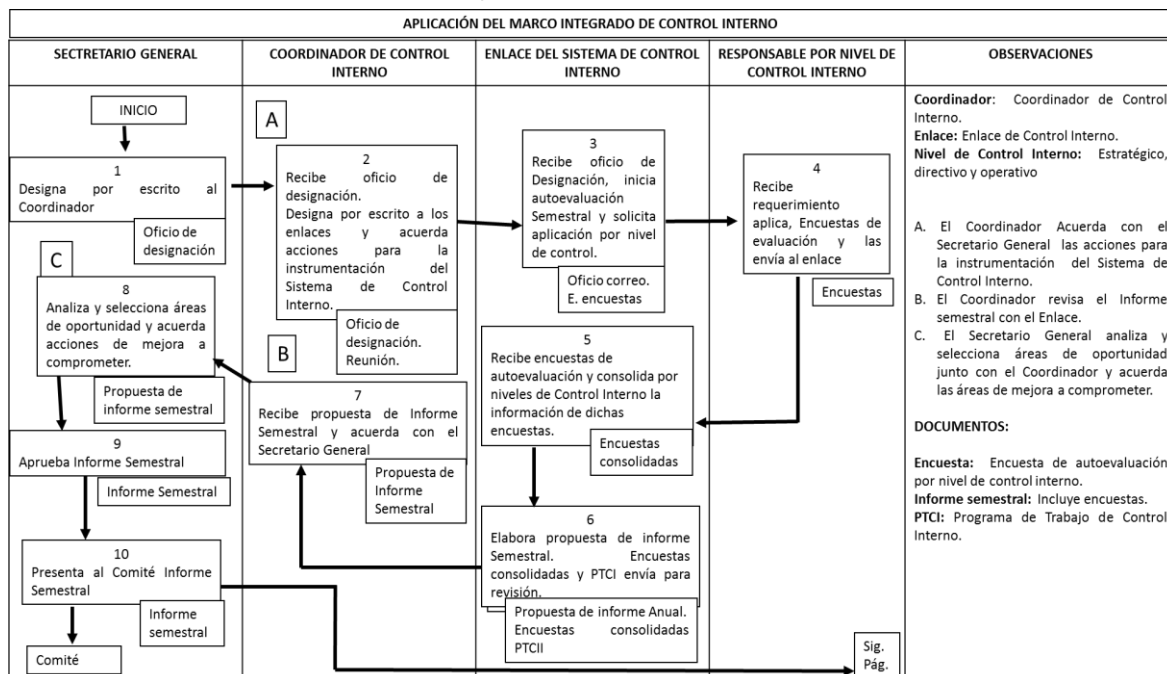 APLICACIÓN DEL MARCO INTEGRADO DE CONTROL INTERNO
SECTRETARIO GENERAL
COORDINADOR DE CONTROL
INTERNO
ENLACE DEL SISTEMA DE CONTROL
INTERNO
RESPONSABLE POR NIVEL DE
CONTROL INTERNO
OBSERVACIONES
INICIO
1
Designa por escrito al
Coordinador
Oficio de
designación
A
2
Recibe oficio de
designación.
Designa por escrito a los
enlaces y acuerda
acciones para la
instrumentación del
Sistema de Control
Interno.
Oficio de
designación.
Reunión.
3
Recibe oficio de
Designación, inicia
autoevaluación
Semestral y solicita
aplicación por nivel
de control.
Oficio correo.
E. encuestas
4
Recibe
requerimiento
aplica, Encuestas de
evaluación y las
envía al enlace
Encuestas
5
Recibe encuestas de
autoevaluación y consolida por
niveles de Control Interno la
información de dichas
encuestas.
Encuestas
consolidadas
6
Elabora propuesta de informe
Semestral. Encuestas
consolidadas y PTCI envía para
revisión.
Propuesta de informe Anual.
Encuestas consolidadas
PTCII
B
7
Recibe propuesta de Informe
Semestral y acuerda con el
Secretario General
Propuesta de
Informe
Semestral
C
8
Analiza y selecciona áreas
de oportunidad y acuerda
acciones de mejora a
comprometer.
Propuesta de
informe semestral
9
Aprueba Informe Semestral
Informe Semestral
10
Presenta al Comité Informe
Semestral
Informe
semestral
Comité
Sig.
Pág.
Coordinador: Coordinador de Control
Interno.
Enlace: Enlace de Control Interno.
Nivel de Control Interno: Estratégico,
directivo y operativo
A. El Coordinador Acuerda con el
Secretario General las acciones para
la instrumentación del Sistema de
Control Interno.
B. El Coordinador revisa el Informe
semestral con el Enlace.
C. El Secretario General analiza y
selecciona áreas de oportunidad
junto con el Coordinador y acuerda
las áreas de mejora a comprometer.
DOCUMENTOS:
Encuesta: Encuesta de autoevaluación
por nivel de control interno.
Informe semestral: Incluye encuestas.
PTCI: Programa de Trabajo de Control
Interno.